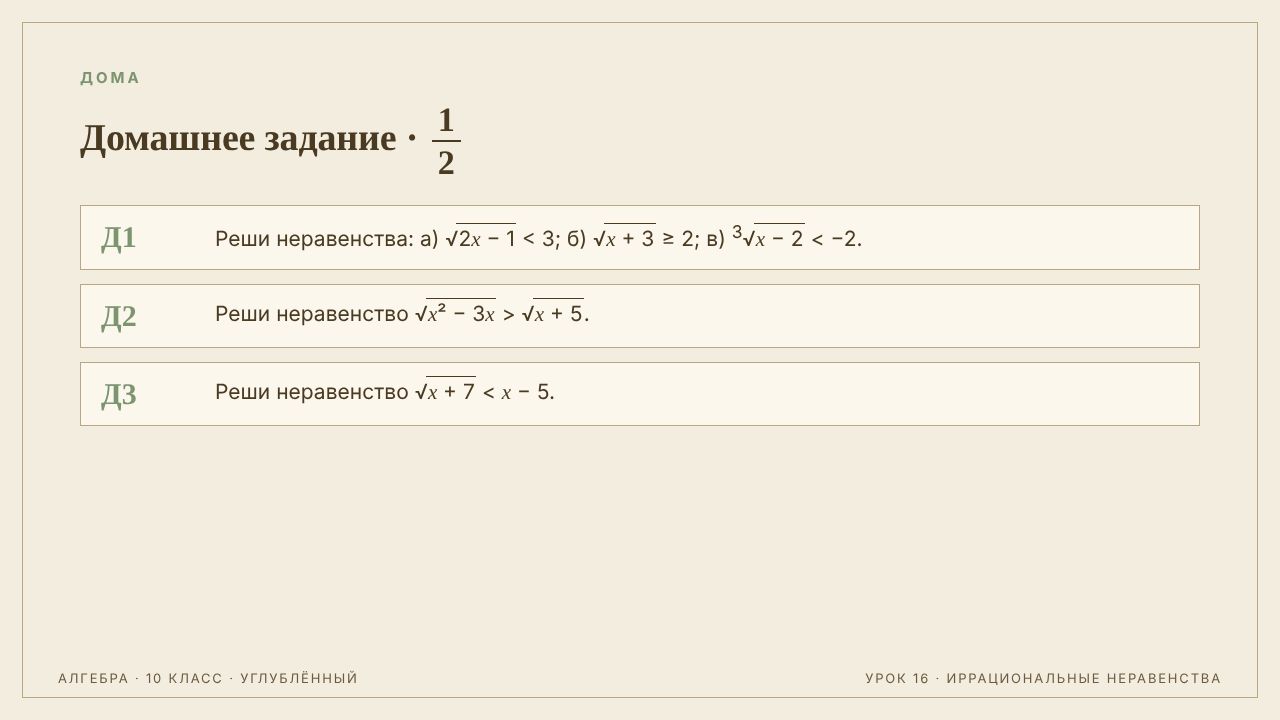 ДОМА
Домашнее задание · 1/2
Д1 Реши неравенства: а) √2x − 1 < 3; б) √x + 3 ≥ 2; в) ³√x − 2 < −2.
Д2 Реши неравенство √x² − 3x > √x + 5.
Д3 Реши неравенство √x + 7 < x − 5.
АЛГЕБРА · 10 КЛАСС · УГЛУБЛЁННЫЙ
УРОК 16 · ИРРАЦИОНАЛЬНЫЕ НЕРАВЕНСТВА